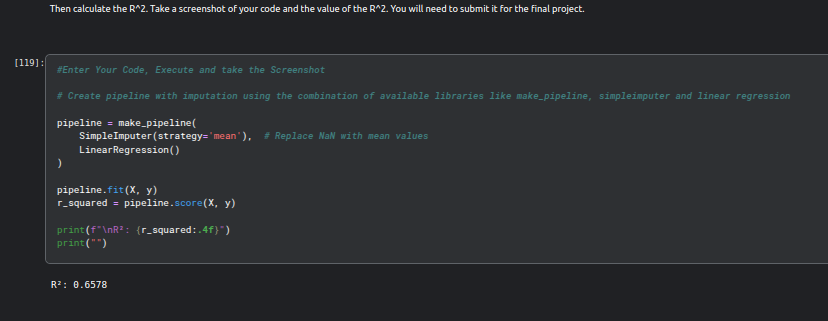 Then calculate the R^2. Take a screenshot of your code and the value of the R^2. You will need to submit it for the final project.
[119]:
#Enter Your Code, Execute and take the Screenshot
# Create pipeline with imputation using the combination of available libraries like make_pipeline, simpleimputer and linear regression
pipeline = make_pipeline(
    SimpleImputer(strategy='mean'),  # Replace NaN with mean values
    LinearRegression()
)
pipeline.fit(X, y)
r_squared = pipeline.score(X, y)
print(f"\nR²: {r_squared:.4f}")
print("")
R²: 0.6578